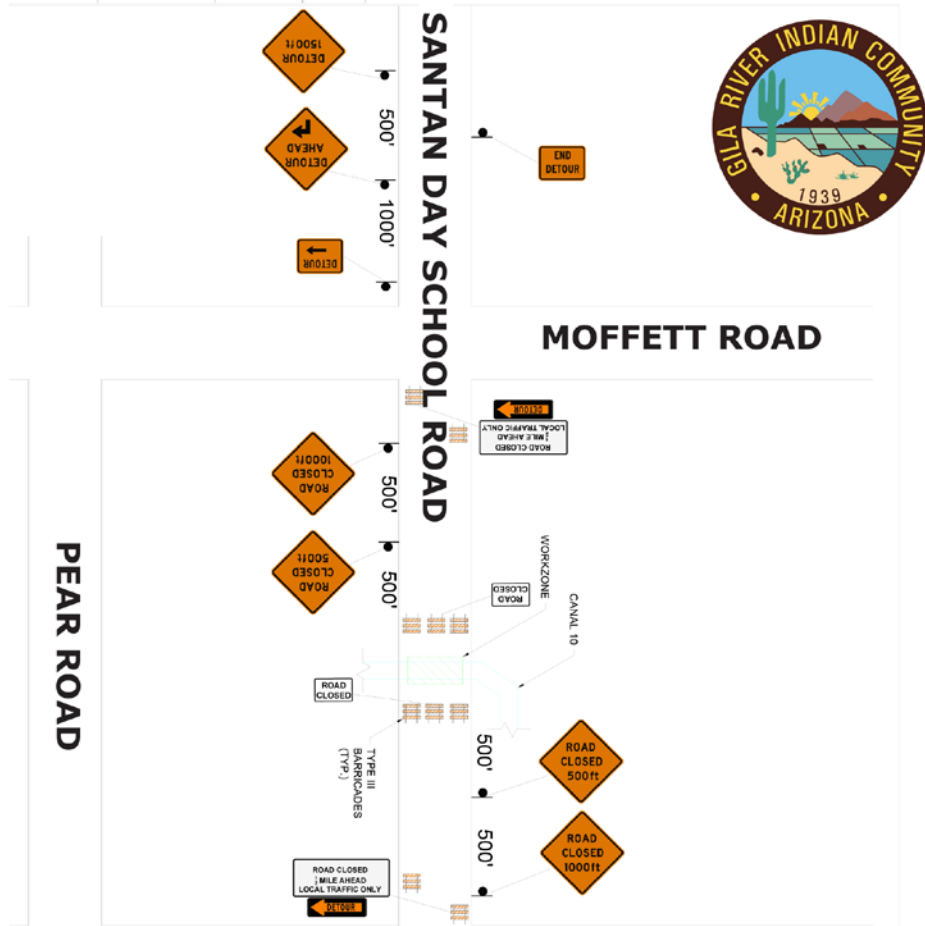 DETOUR
1500ft
500'
DETOUR
AHEAD
1000'
DETOUR
SANTAN DAY SCHOOL ROAD
END
DETOUR
GILA RIVER INDIAN COMMUNITY
1939
ARIZONA
MOFFETT ROAD
DETOUR
ROAD CLOSED
MILE AHEAD
LOCAL TRAFFIC ONLY
ROAD
CLOSED
1000ft
500'
ROAD
CLOSED
500ft
500'
PEAR ROAD
ROAD
CLOSED
WORKZONE
CANAL 10
ROAD
CLOSED
TYPE III
BARRICADES
(TYP.)
500'
ROAD
CLOSED
500ft
500'
ROAD
CLOSED
1000ft
ROAD CLOSED
MILE AHEAD
LOCAL TRAFFIC ONLY
DETOUR